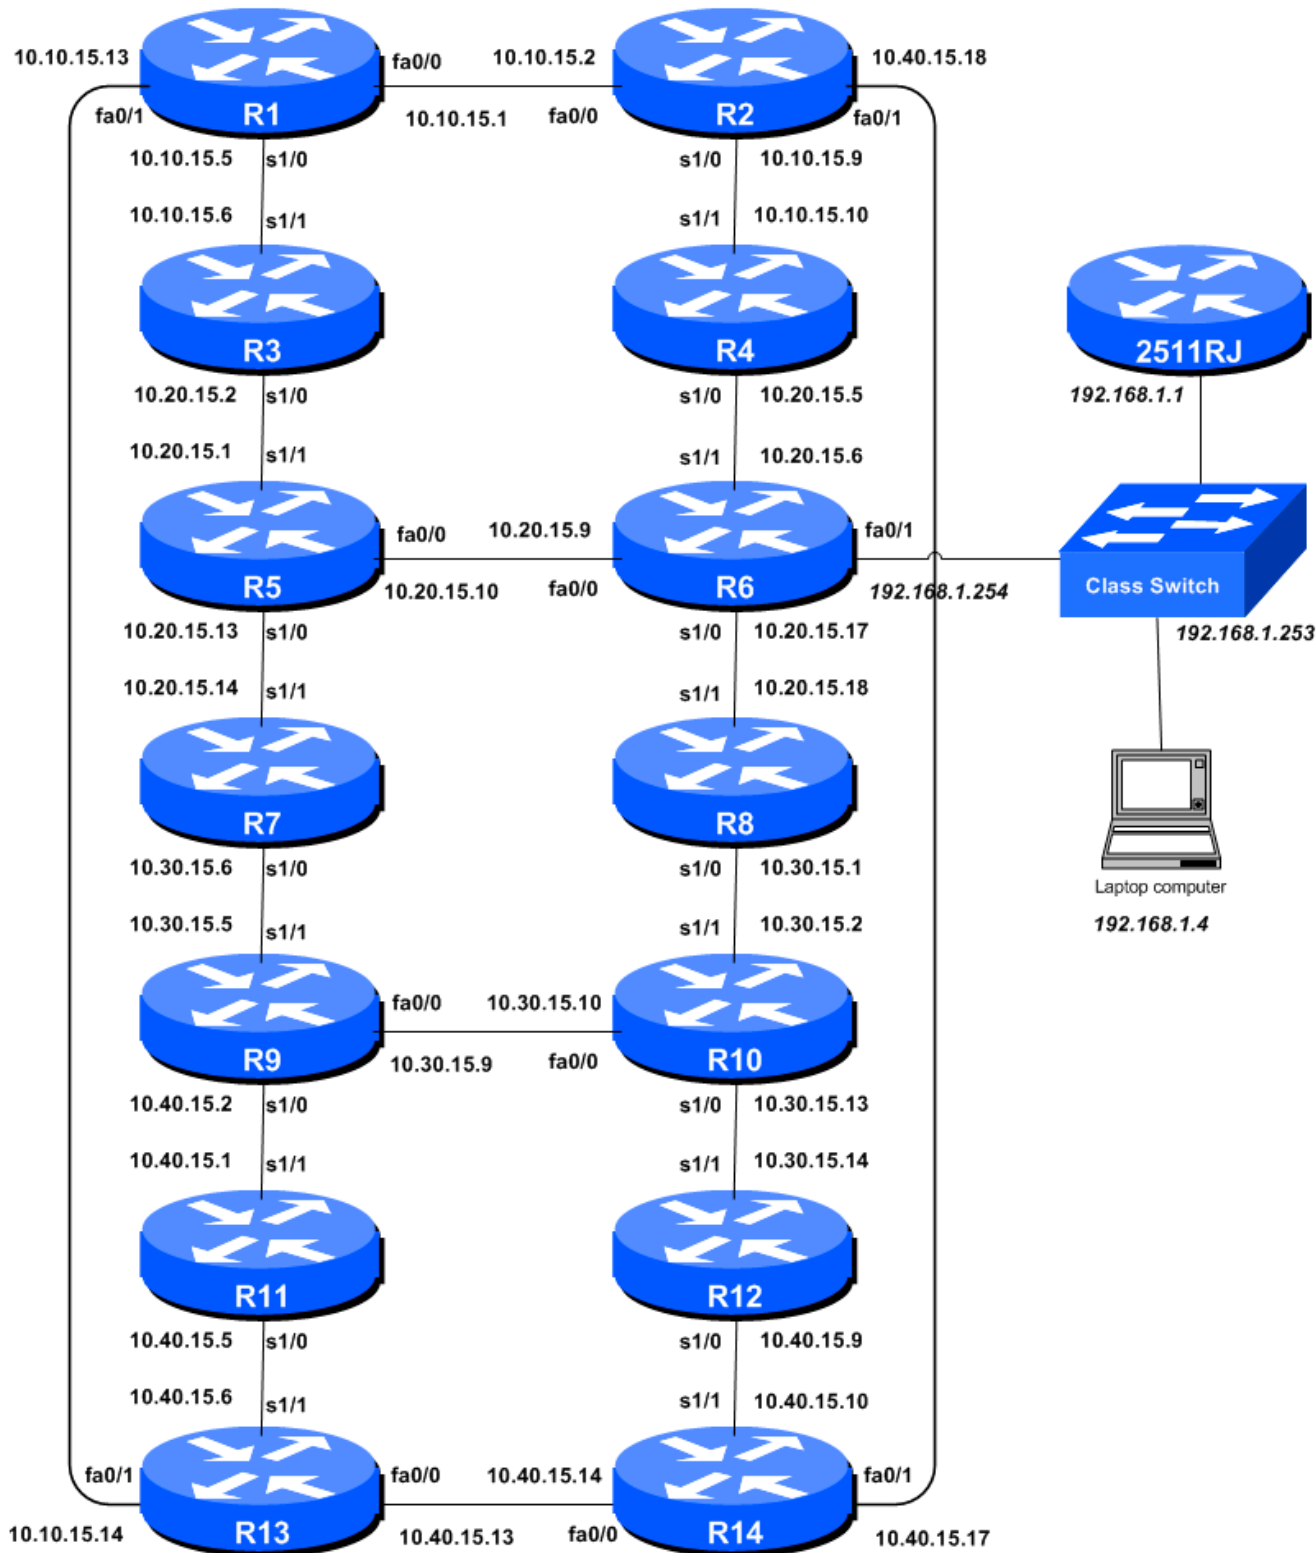 10.10.15.13 fa0/0 10.10.15.2 10.40.15.18
fa0/1 R1 10.10.15.1 fa0/0 R2 fa0/1
10.10.15.5 s1/0 s1/0 10.10.15.9
10.10.15.6 s1/1 s1/1 10.10.15.10
R3 R4 2511RJ
10.20.15.2 s1/0 s1/0 10.20.15.5 192.168.1.1
10.20.15.1 s1/1 s1/1 10.20.15.6
fa0/0 10.20.15.9 fa0/1
R5 10.20.15.10 fa0/0 R6 192.168.1.254 Class Switch
10.20.15.13 s1/0 s1/0 10.20.15.17 192.168.1.253
10.20.15.14 s1/1 s1/1 10.20.15.18
R7 R8
10.30.15.6 s1/0 s1/0 10.30.15.1 Laptop computer
10.30.15.5 s1/1 s1/1 10.30.15.2 192.168.1.4
fa0/0 10.30.15.10
R9 10.30.15.9 fa0/0 R10
10.40.15.2 s1/0 s1/0 10.30.15.13
10.40.15.1 s1/1 s1/1 10.30.15.14
R11 R12
10.40.15.5 s1/0 s1/0 10.40.15.9
10.40.15.6 s1/1 s1/1 10.40.15.10
fa0/1 fa0/0 10.40.15.14 fa0/1
10.10.15.14 R13 10.40.15.13 fa0/0 R14 10.40.15.17